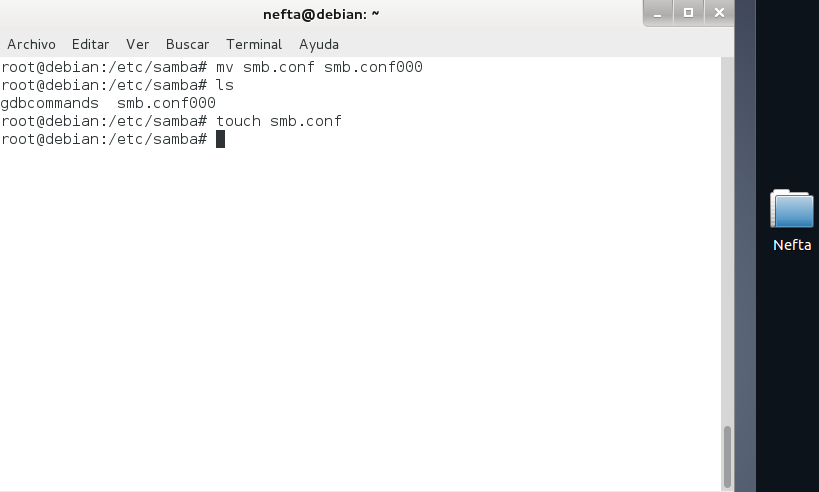 nefta@debian: ~
Archivo Editar Ver Buscar Terminal Ayuda
root@debian:/etc/samba# mv smb.conf smb.conf000
root@debian:/etc/samba# ls
gdbcommands  smb.conf000
root@debian:/etc/samba# touch smb.conf
root@debian:/etc/samba#
Nefta